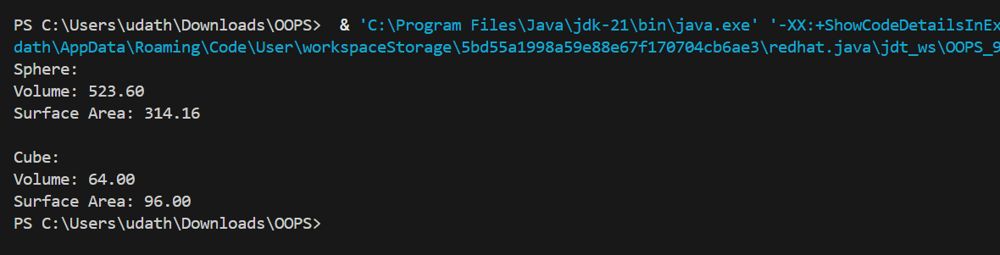 PS C:\Users\udath\Downloads\OOPS>  & 'C:\Program Files\Java\jdk-21\bin\java.exe' '-XX:+ShowCodeDetailsInEx
dath\AppData\Roaming\Code\User\workspaceStorage\5bd55a1998a59e88e67f170704cb6ae3\redhat.java\jdt_ws\OOPS_9
Sphere:
Volume: 523.60
Surface Area: 314.16
Cube:
Volume: 64.00
Surface Area: 96.00
PS C:\Users\udath\Downloads\OOPS>